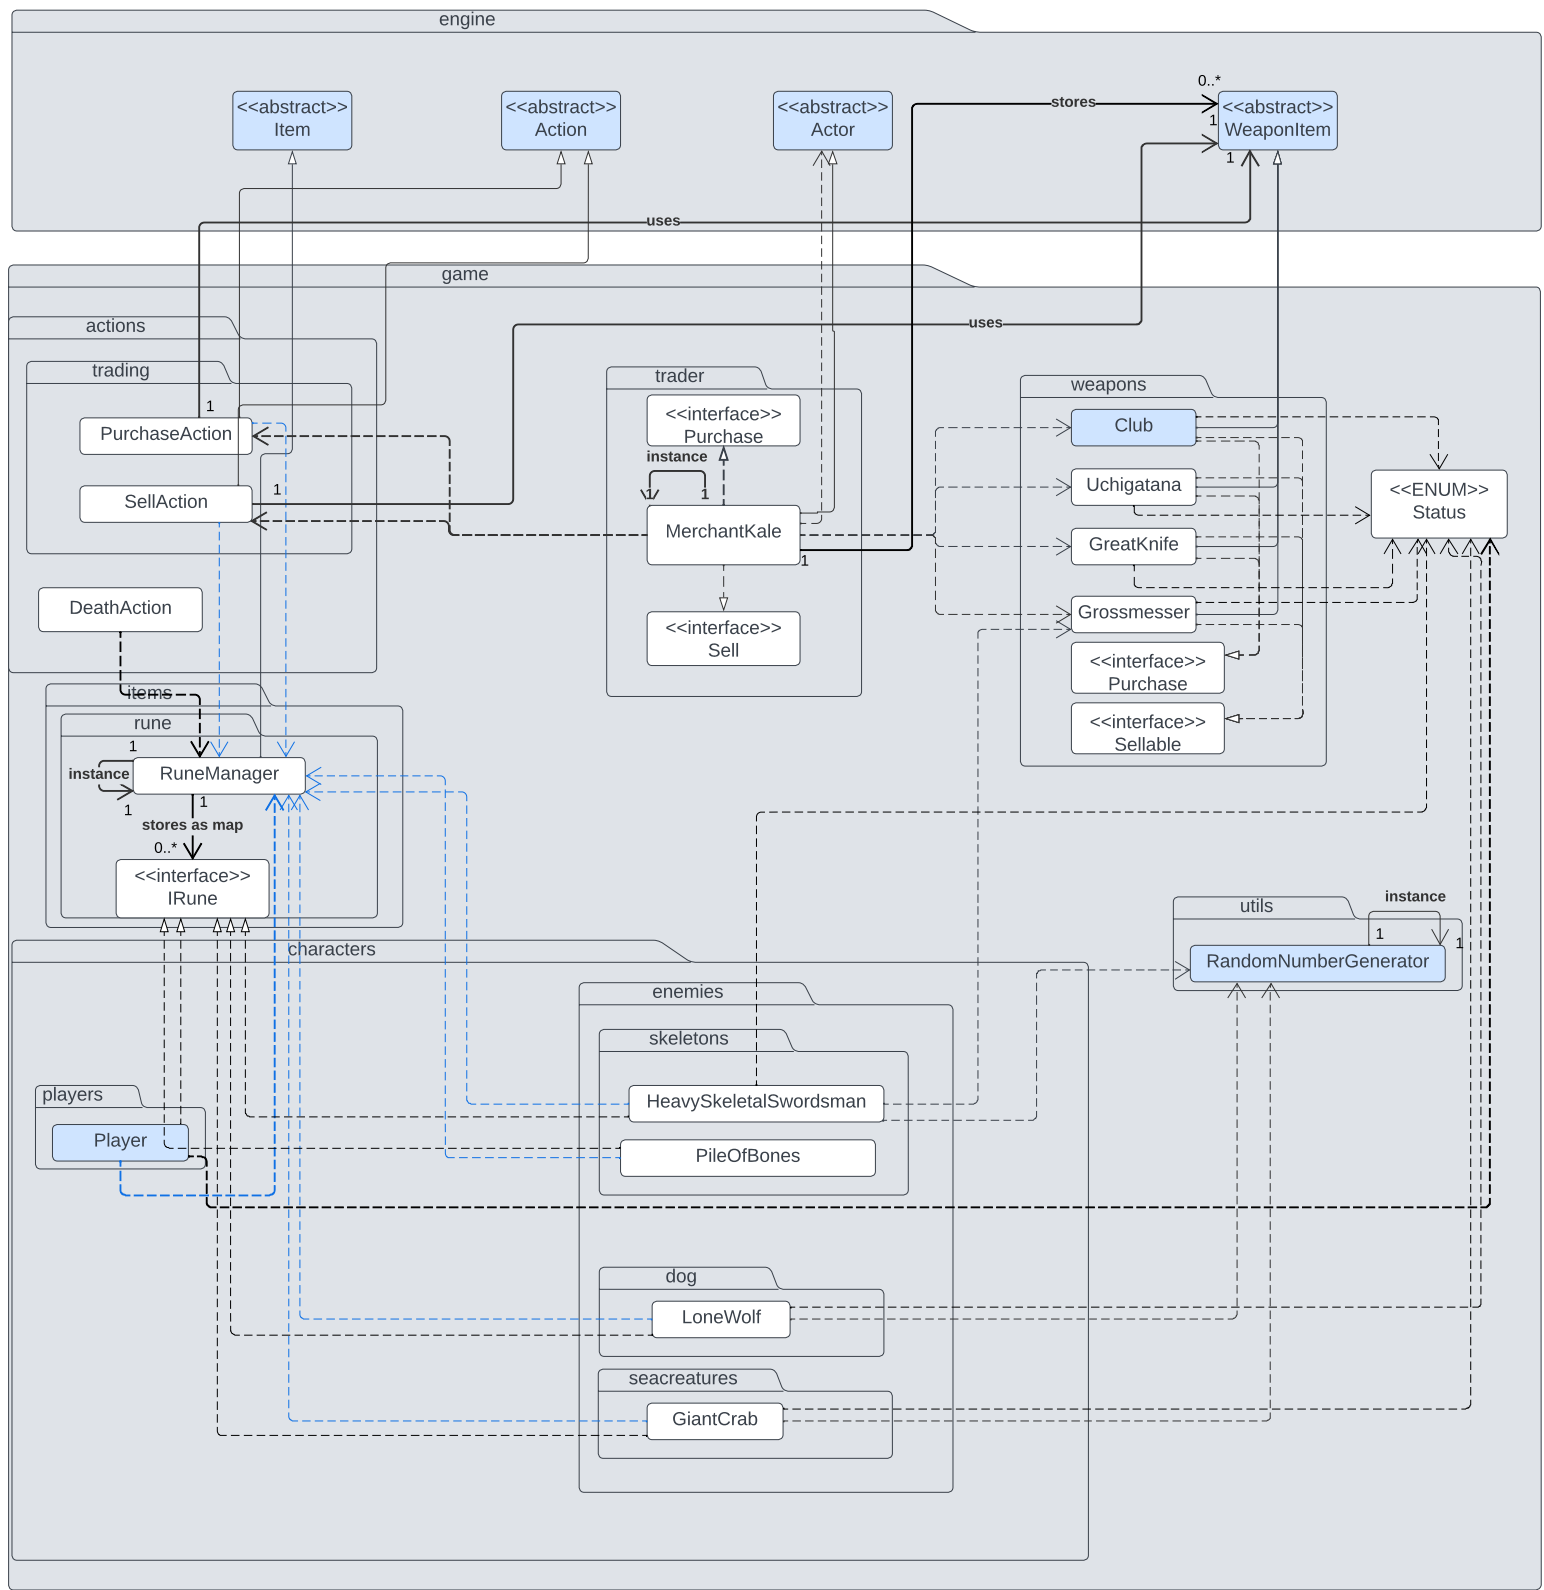 engine
<<abstract>>
Item
<<abstract>>
Action
<<abstract>>
Actor
stores
0..*
<<abstract>>
WeaponItem
1
1
uses
game
actions
uses
trading
1
PurchaseAction
1
SellAction
DeathAction
trader
<<interface>>
Purchase
instance
1
1
MerchantKale
1
<<interface>>
Sell
weapons
Club
Uchigatana
GreatKnife
Grossmesser
<<interface>>
Purchase
<<interface>>
Sellable
<<ENUM>>
Status
items
rune
1
RuneManager
instance
1
1
stores as map
0..*
<<interface>>
IRune
utils
instance
1
1
RandomNumberGenerator
characters
enemies
skeletons
HeavySkeletalSwordsman
PileOfBones
players
Player
dog
LoneWolf
seacreatures
GiantCrab